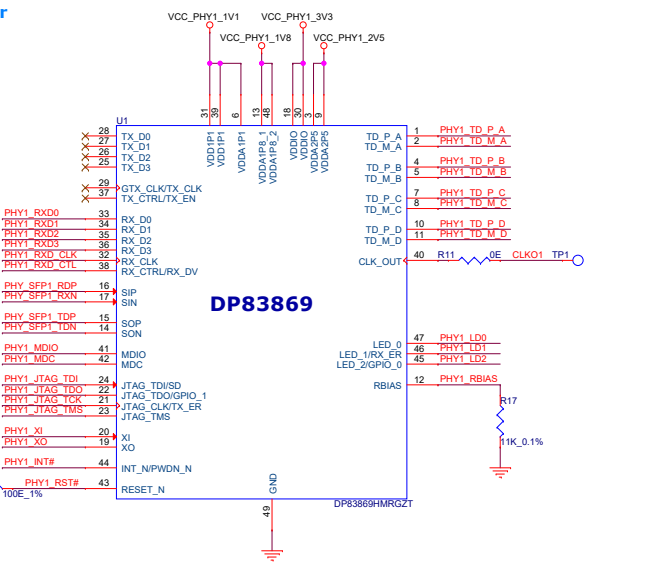 r
VCC_PHY1_1V1
VCC_PHY1_3V3
VCC_PHY1_1V8
VCC_PHY1_2V5
U1
31
39
6
13
48
18
30
3
9
VDD1P1
VDD1P1
VDDA1P1
VDDA1P8_1
VDDA1P8_2
VDDIO
VDDIO
VDDA2P5
VDDA2P5
28 TX_D0
27 TX_D1
26 TX_D2
25 TX_D3
29 GTX_CLK/TX_CLK
37 TX_CTRL/TX_EN
PHY1_RXD0 33 RX_D0
PHY1_RXD1 34 RX_D1
PHY1_RXD2 35 RX_D2
PHY1_RXD3 36 RX_D3
PHY1_RXD_CLK 32 RX_CLK
PHY1_RXD_CTL 38 RX_CTRL/RX_DV
PHY_SFP1_RDP 16 SIP
PHY_SFP1_RXN 17 SIN
PHY_SFP1_TDP 15 SOP
PHY_SFP1_TDN 14 SON
PHY1_MDIO 41 MDIO
PHY1_MDC 42 MDC
PHY1_JTAG_TDI 24 JTAG_TDI/SD
PHY1_JTAG_TDO 22 JTAG_TDO/GPIO_1
PHY1_JTAG_TCK 21 JTAG_CLK/TX_ER
PHY1_JTAG_TMS 23 JTAG_TMS
PHY1_XI 20 XI
PHY1_XO 19 XO
PHY1_INT# 44 INT_N/PWDN_N
PHY1_RST# 43 RESET_N
100E_1%
DP83869
TD_P_A 1 PHY1_TD_P_A
TD_M_A 2 PHY1_TD_M_A
TD_P_B 4 PHY1_TD_P_B
TD_M_B 5 PHY1_TD_M_B
TD_P_C 7 PHY1_TD_P_C
TD_M_C 8 PHY1_TD_M_C
TD_P_D 10 PHY1_TD_P_D
TD_M_D 11 PHY1_TD_M_D
CLK_OUT 40 R11 0E CLKO1 TP1
LED_0 47 PHY1_LD0
LED_1/RX_ER 46 PHY1_LD1
LED_2/GPIO_0 45 PHY1_LD2
RBIAS 12 PHY1_RBIAS
R17
11K_0.1%
GND
49
DP83869HMRGZT